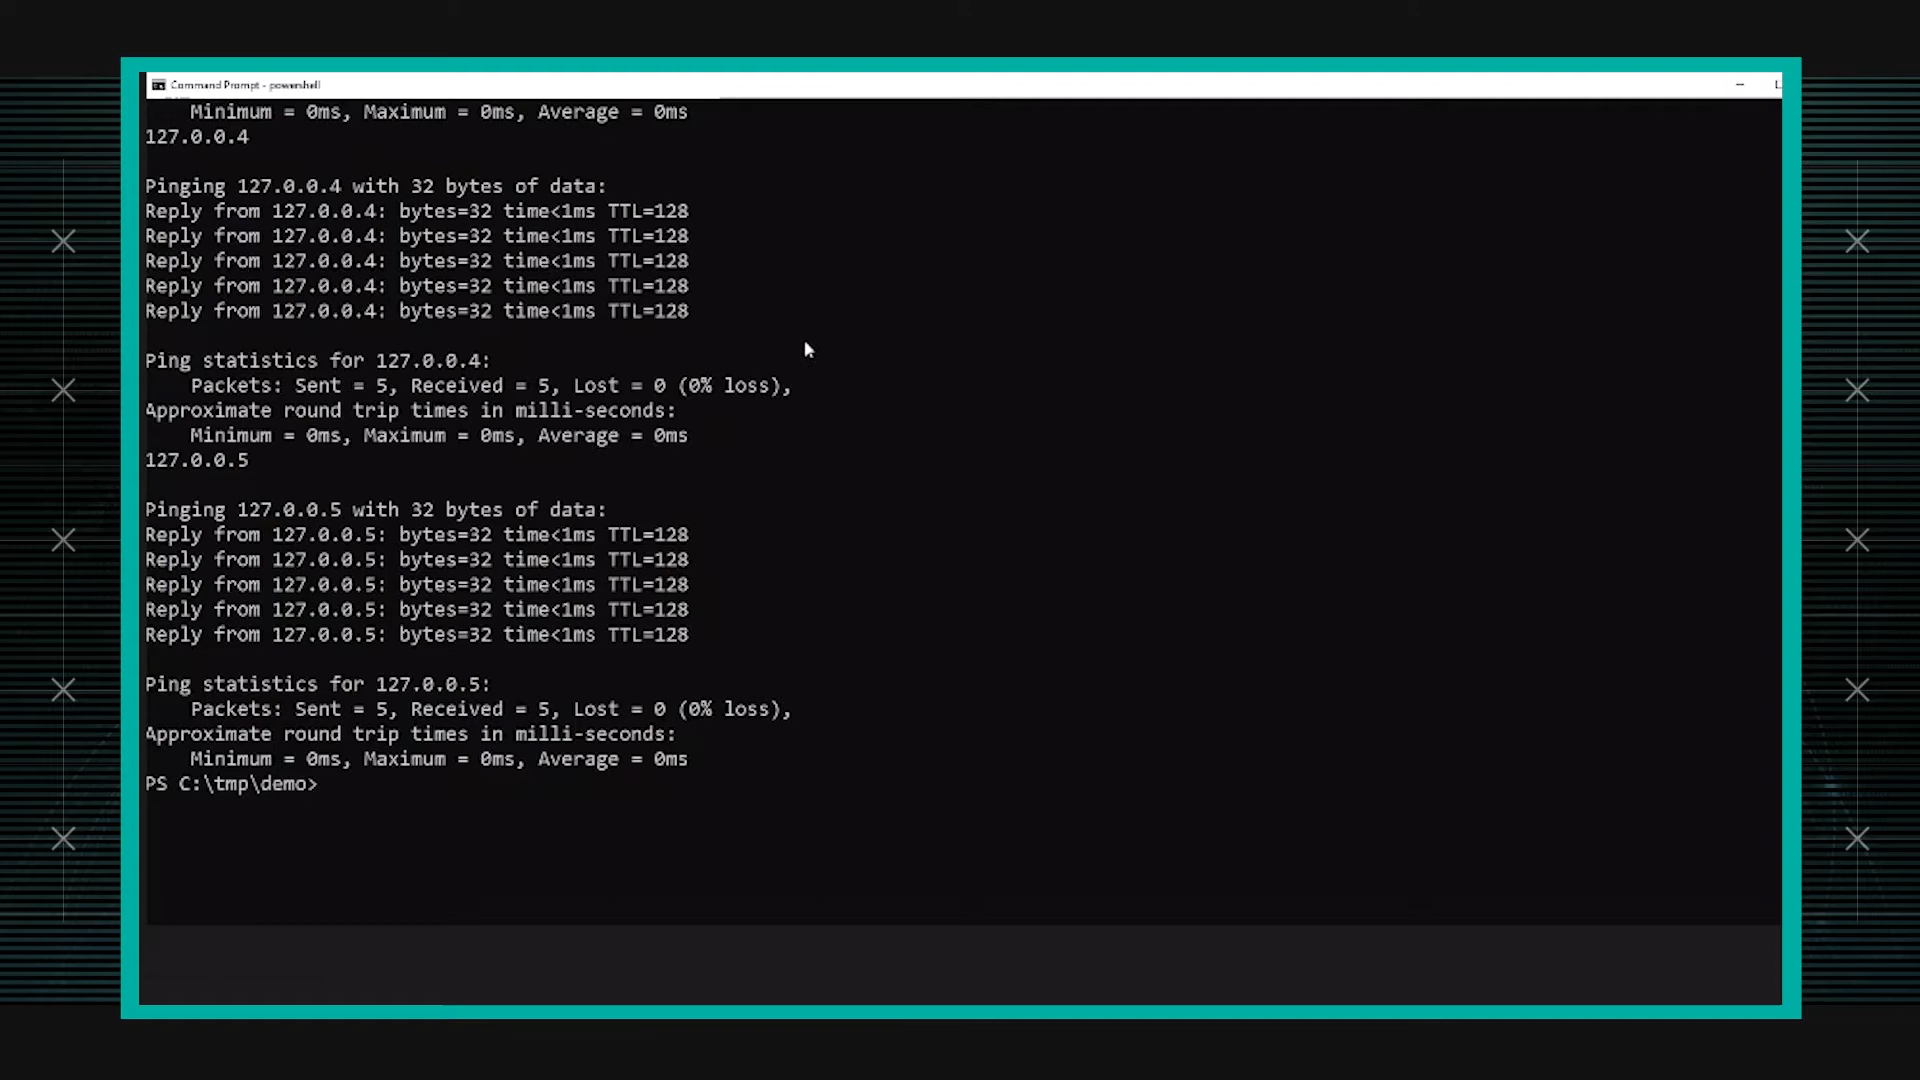 Command Prompt - powershell
Minimum = 0ms, Maximum = 0ms, Average = 0ms
127.0.0.4
Pinging 127.0.0.4 with 32 bytes of data:
Reply from 127.0.0.4: bytes=32 time<1ms TTL=128
Reply from 127.0.0.4: bytes=32 time<1ms TTL=128
Reply from 127.0.0.4: bytes=32 time<1ms TTL=128
Reply from 127.0.0.4: bytes=32 time<1ms TTL=128
Reply from 127.0.0.4: bytes=32 time<1ms TTL=128
Ping statistics for 127.0.0.4:
Packets: Sent = 5, Received = 5, Lost = 0 (0% loss),
Approximate round trip times in milli-seconds:
Minimum = 0ms, Maximum = 0ms, Average = 0ms
127.0.0.5
Pinging 127.0.0.5 with 32 bytes of data:
Reply from 127.0.0.5: bytes=32 time<1ms TTL=128
Reply from 127.0.0.5: bytes=32 time<1ms TTL=128
Reply from 127.0.0.5: bytes=32 time<1ms TTL=128
Reply from 127.0.0.5: bytes=32 time<1ms TTL=128
Reply from 127.0.0.5: bytes=32 time<1ms TTL=128
Ping statistics for 127.0.0.5:
Packets: Sent = 5, Received = 5, Lost = 0 (0% loss),
Approximate round trip times in milli-seconds:
Minimum = 0ms, Maximum = 0ms, Average = 0ms
PS C:\tmp\demo>